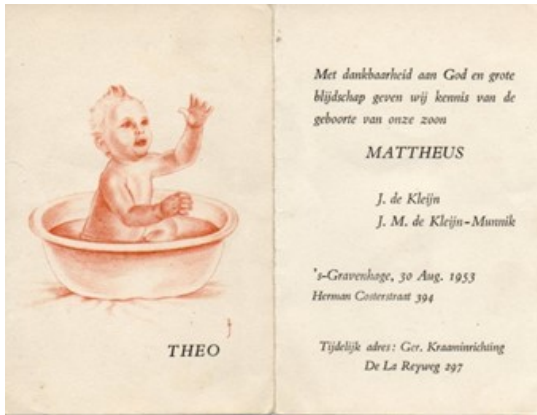 THEO
Met dankbaarheid aan God en grote
blijdschap geven wij kennis van de
geboorte van onze zoon
MATTHEUS
J. de Kleijn
J. M. de Kleijn-Munnik
's-Gravenhage, 30 Aug. 1953
Herman Costerstraat 394
Tijdelijk adres: Ger. Kraaminrichting
De La Reyweg 297